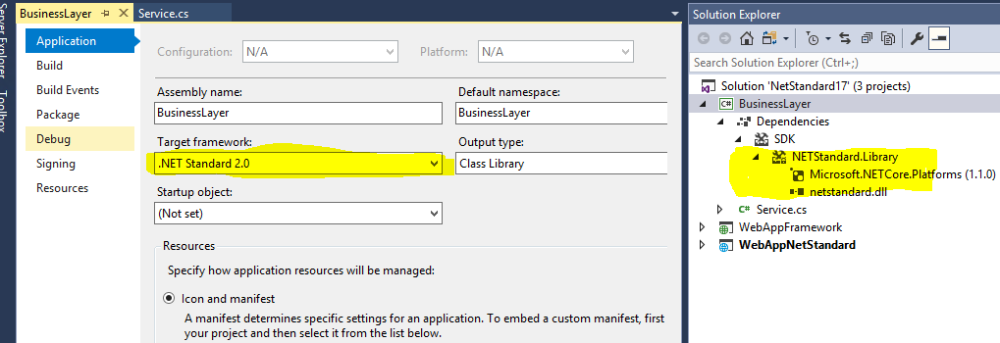 Server Explorer
Toolbox
BusinessLayer
Service.cs
Application
Build
Build Events
Package
Debug
Signing
Resources
Configuration:
N/A
Platform:
N/A
Assembly name:
BusinessLayer
Default namespace:
BusinessLayer
Target framework:
.NET Standard 2.0
Output type:
Class Library
Startup object:
(Not set)
Resources
Specify how application resources will be managed:
Icon and manifest
A manifest determines specific settings for an application. To embed a custom manifest, first
your project and then select it from the list below.
Solution Explorer
Search Solution Explorer (Ctrl+;)
Solution 'NetStandard17' (3 projects)
C# BusinessLayer
Dependencies
SDK
NETStandard.Library
Microsoft.NETCore.Platforms (1.1.0)
netstandard.dll
C# Service.cs
WebAppFramework
WebAppNetStandard